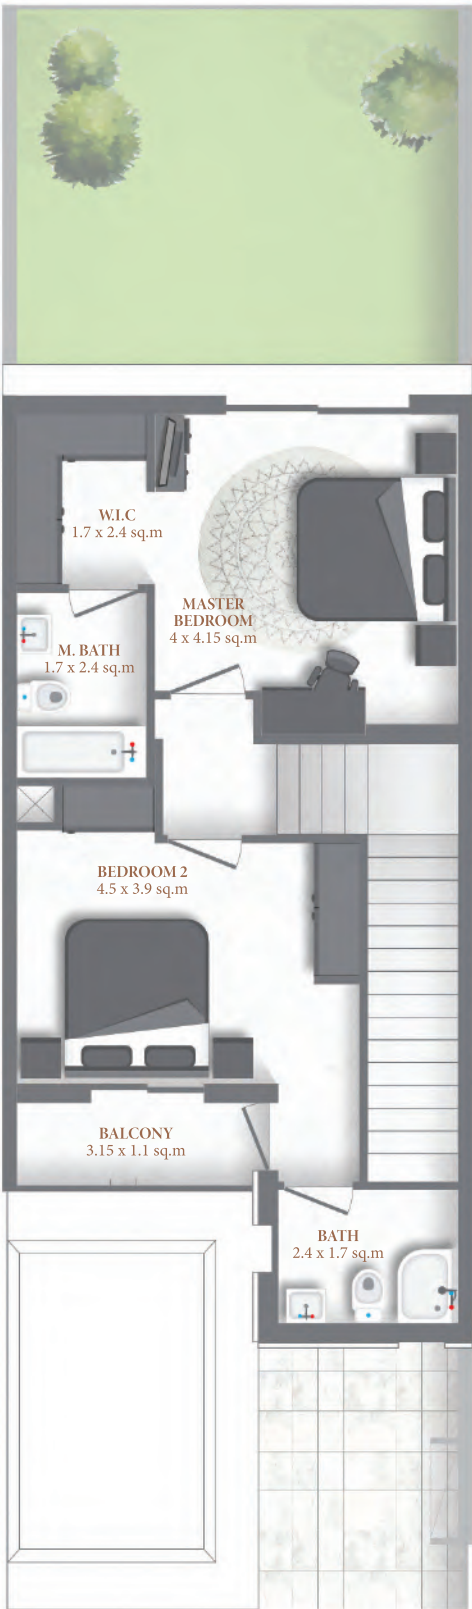 W.I.C
1.7 x 2.4 sq.m
MASTER
BEDROOM
4 x 4.15 sq.m
M. BATH
1.7 x 2.4 sq.m
BEDROOM 2
4.5 x 3.9 sq.m
BALCONY
3.15 x 1.1 sq.m
BATH
2.4 x 1.7 sq.m